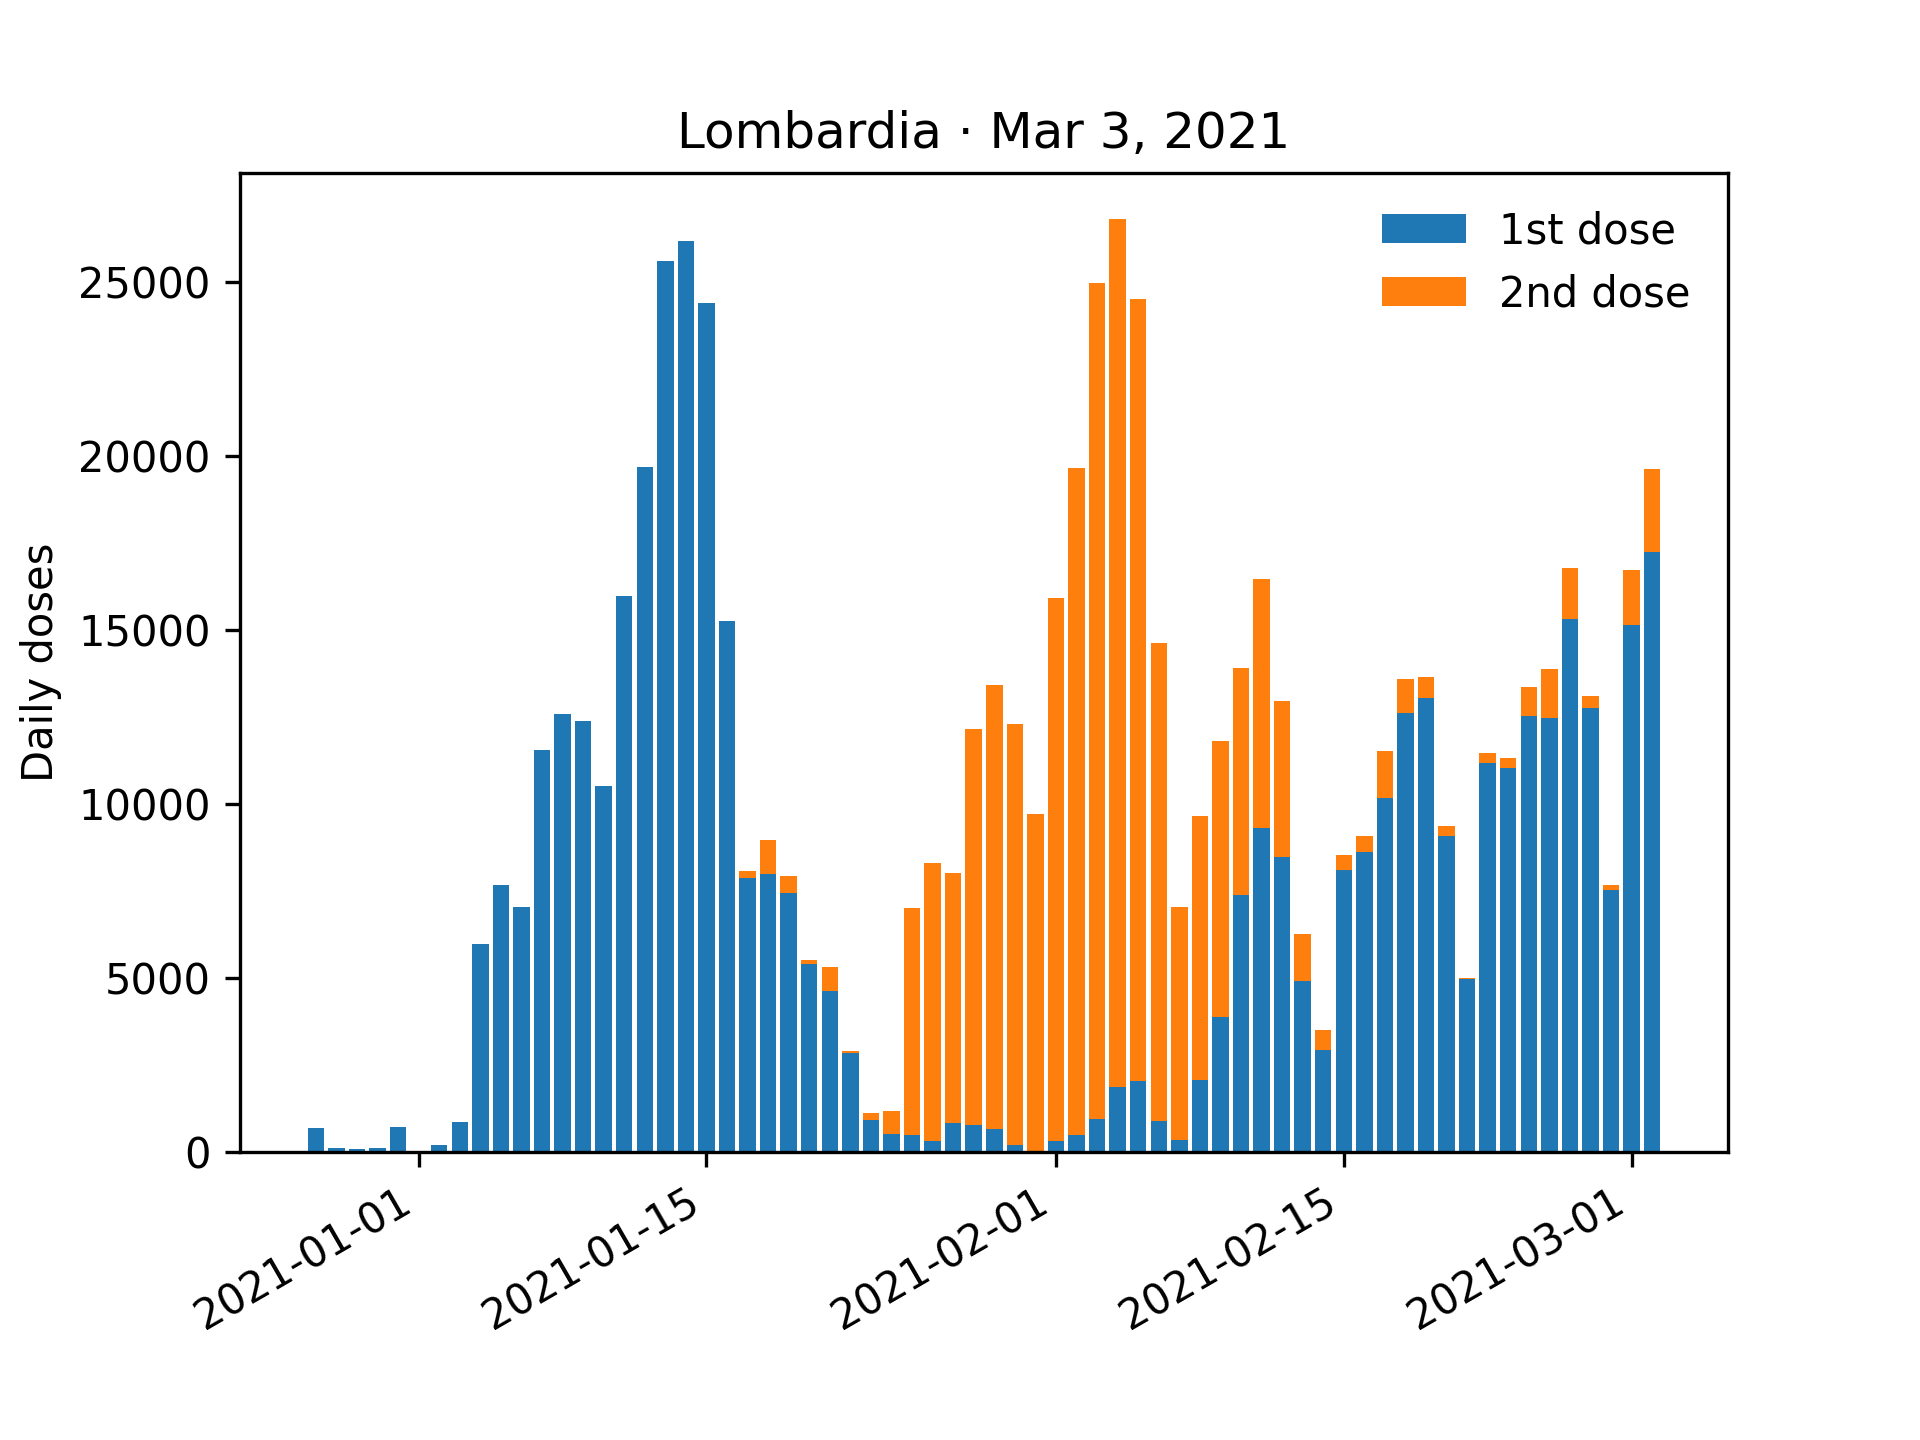 Lombardia · Mar 3, 2021
1st dose
2nd dose
Daily doses
25000
20000
15000
10000
5000
0
2021-01-01
2021-01-15
2021-02-01
2021-02-15
2021-03-01